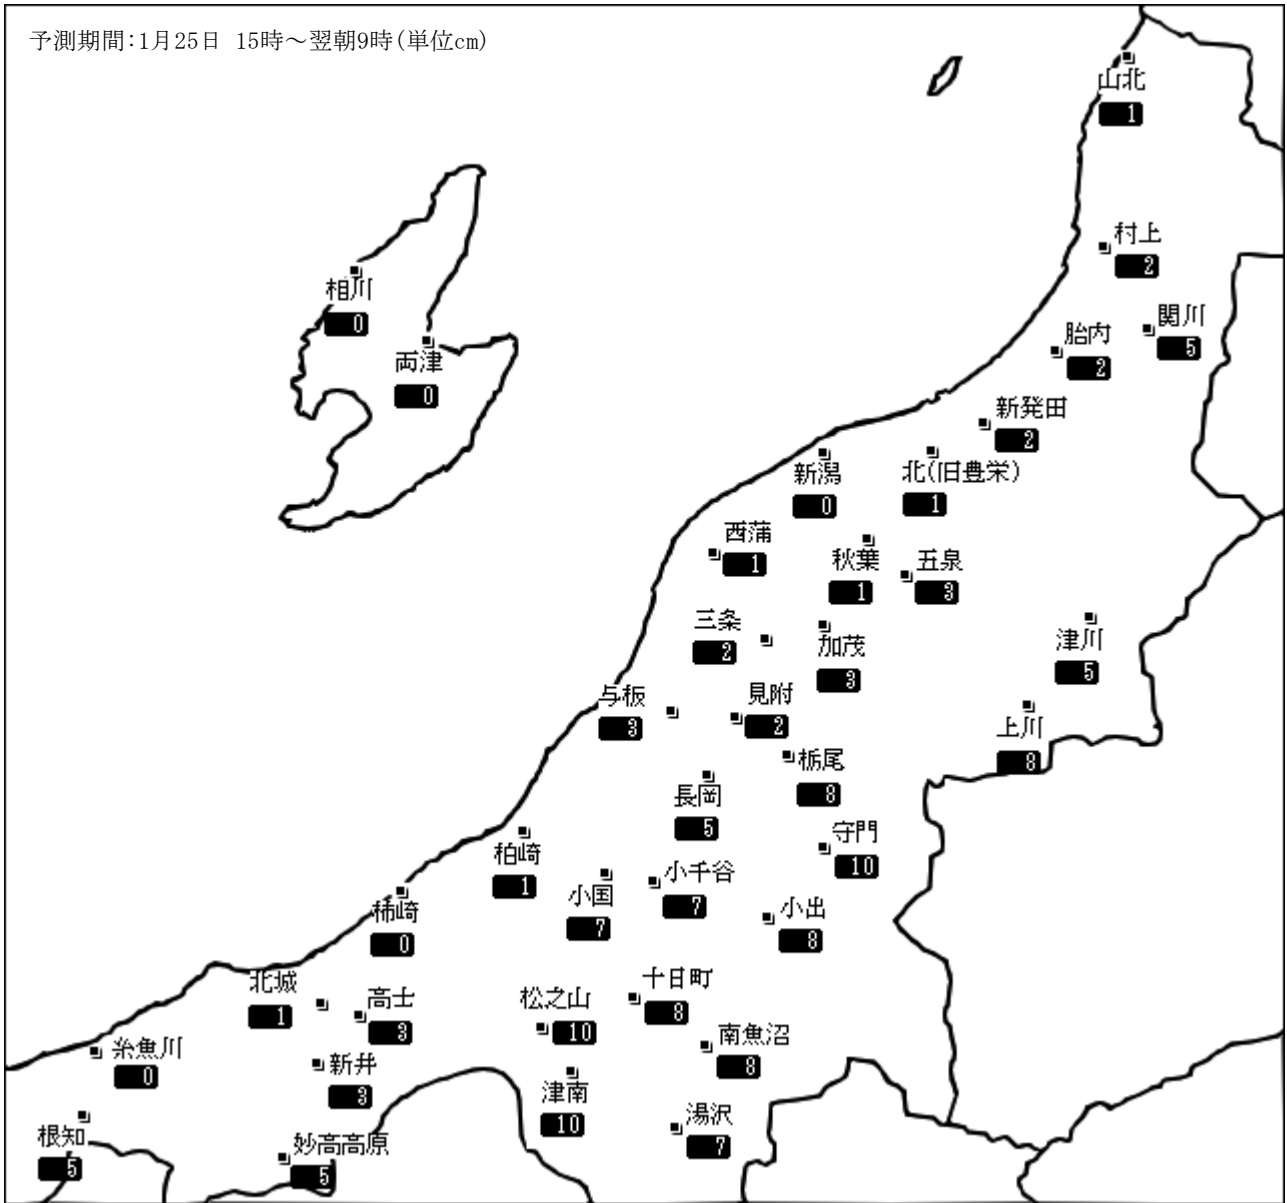 予測期間:1月25日 15時～翌朝9時(単位cm)
山北
1
村上
2
相川
0
関川
5
胎内
2
両津
0
新発田
2
新潟
0
北(旧豊栄)
1
西蒲
1
秋葉
1
五泉
3
三条
2
加茂
3
津川
5
与板
3
見附
2
上川
8
栃尾
8
長岡
5
守門
10
柏崎
1
小国
7
小千谷
7
小出
8
柿崎
0
北城
1
高士
3
松之山
10
十日町
8
南魚沼
8
糸魚川
0
新井
3
津南
10
湯沢
7
根知
5
妙高高原
5